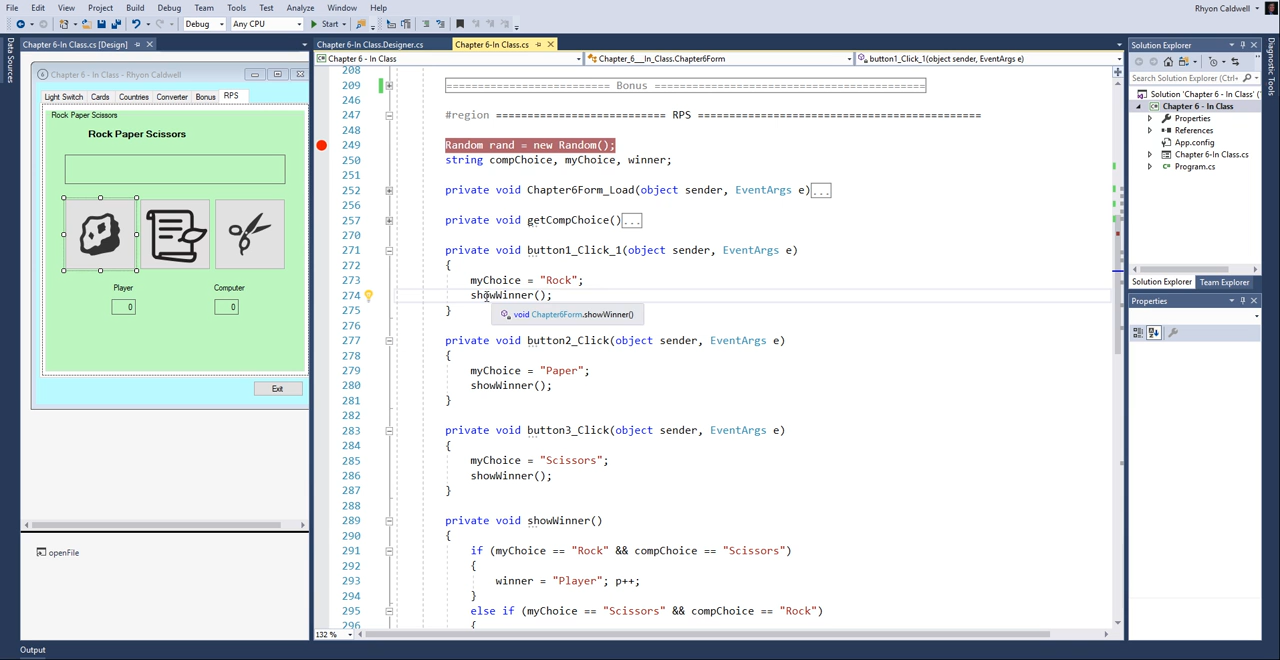 File Edit View Project Build Debug Team Tools Test Analyze Window Help
Rhyon Caldwell
Debug Any CPU Start
Chapter 6-In Class.cs [Design]
Chapter 6-In Class.Designer.cs Chapter 6-In Class.cs
Solution Explorer
Data Sources
Diagnostic Tools
Chapter 6 - In Class Chapter_6__In_Class.Chapter6Form button1_Click_1(object sender, EventArgs e)
Chapter 6 - In Class - Rhyon Caldwell
Light Switch Cards Countries Converter Bonus RPS
Rock Paper Scissors
Rock Paper Scissors
Player Computer
0 0
Exit
openFile
208
209 ========================== Bonus ==========================================
246
247 #region ========================== RPS ===========================================
248
249 Random rand = new Random();
250 string compChoice, myChoice, winner;
251
252 private void Chapter6Form_Load(object sender, EventArgs e)...
256
257 private void getCompChoice()...
270
271 private void button1_Click_1(object sender, EventArgs e)
272 {
273 myChoice = "Rock";
274 showWinner();
275 }
void Chapter6Form.showWinner()
276
277 private void button2_Click(object sender, EventArgs e)
278 {
279 myChoice = "Paper";
280 showWinner();
281 }
282
283 private void button3_Click(object sender, EventArgs e)
284 {
285 myChoice = "Scissors";
286 showWinner();
287 }
288
289 private void showWinner()
290 {
291 if (myChoice == "Rock" && compChoice == "Scissors")
292 {
293 winner = "Player"; p++;
294 }
295 else if (myChoice == "Scissors" && compChoice == "Rock")
296 {
132 %
Search Solution Explorer (Ctrl+
Solution 'Chapter 6 - In Class' (
Chapter 6 - In Class
Properties
References
App.config
Chapter 6-In Class.cs
Program.cs
Solution Explorer Team Explorer
Properties
Output